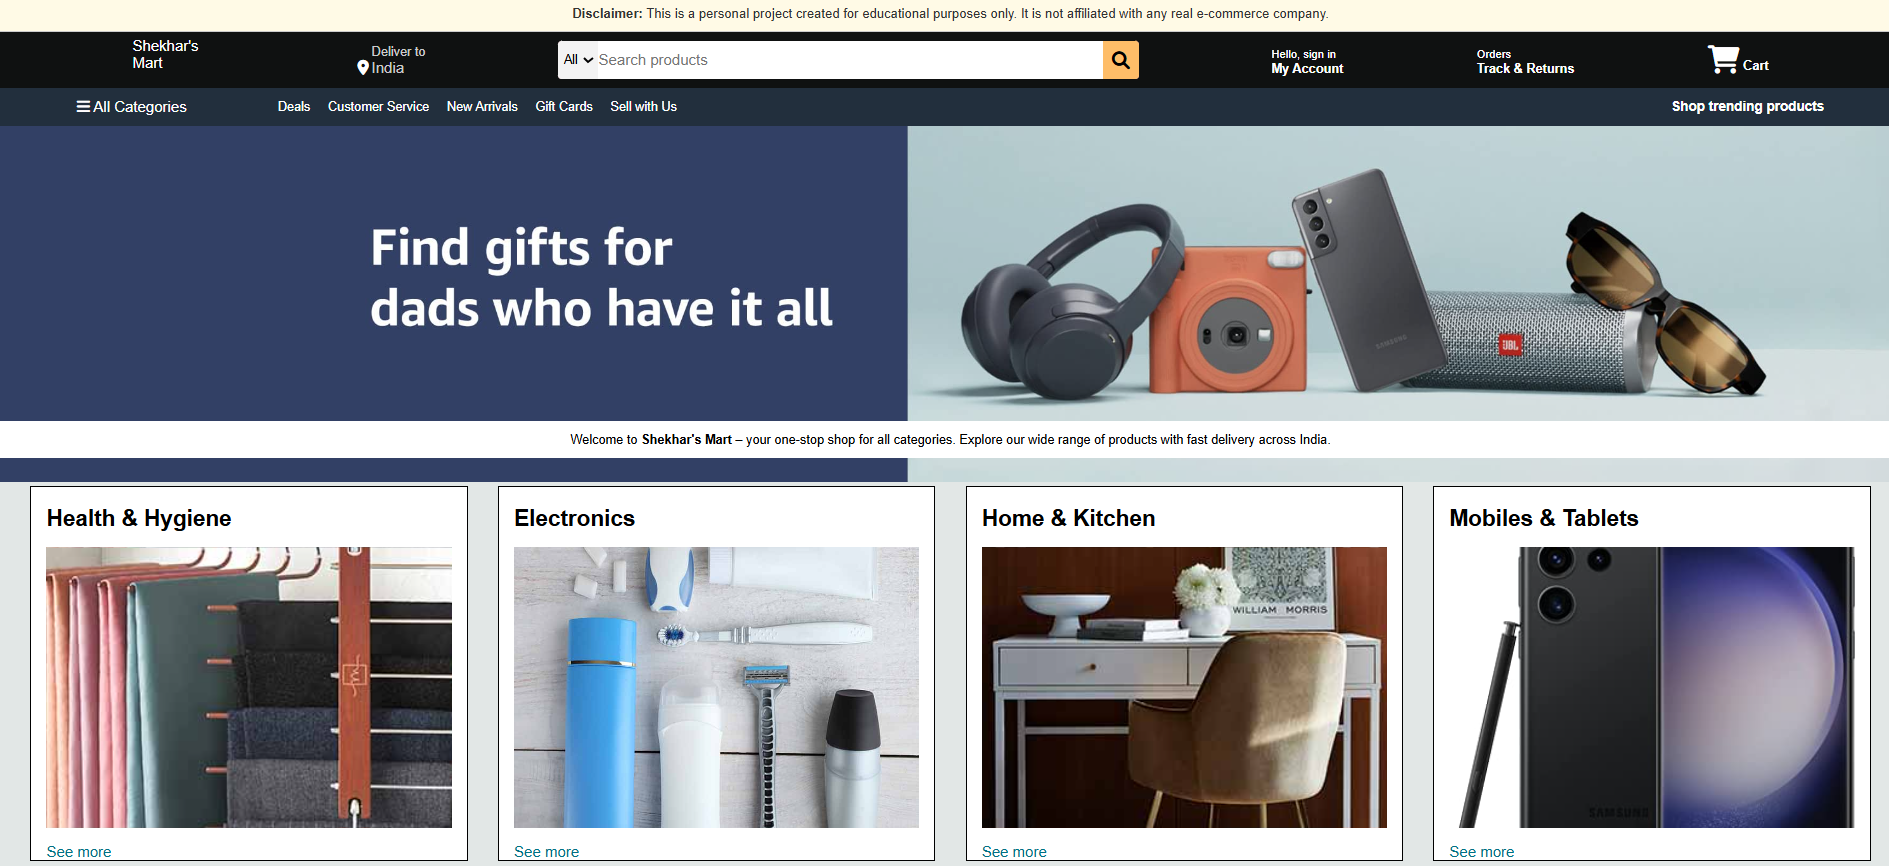 Disclaimer: This is a personal project created for educational purposes only. It is not affiliated with any real e-commerce company.
Shekhar's
Mart
Deliver to
India
All
Search products
Hello, sign in
My Account
Orders
Track & Returns
Cart
All Categories
Deals
Customer Service
New Arrivals
Gift Cards
Sell with Us
Shop trending products
Find gifts for
dads who have it all
SAMSUNG
JBL
Welcome to Shekhar's Mart – your one-stop shop for all categories. Explore our wide range of products with fast delivery across India.
Health & Hygiene
Electronics
Home & Kitchen
Mobiles & Tablets
WILLIAM MORRIS
SAMSUNG
See more
See more
See more
See more